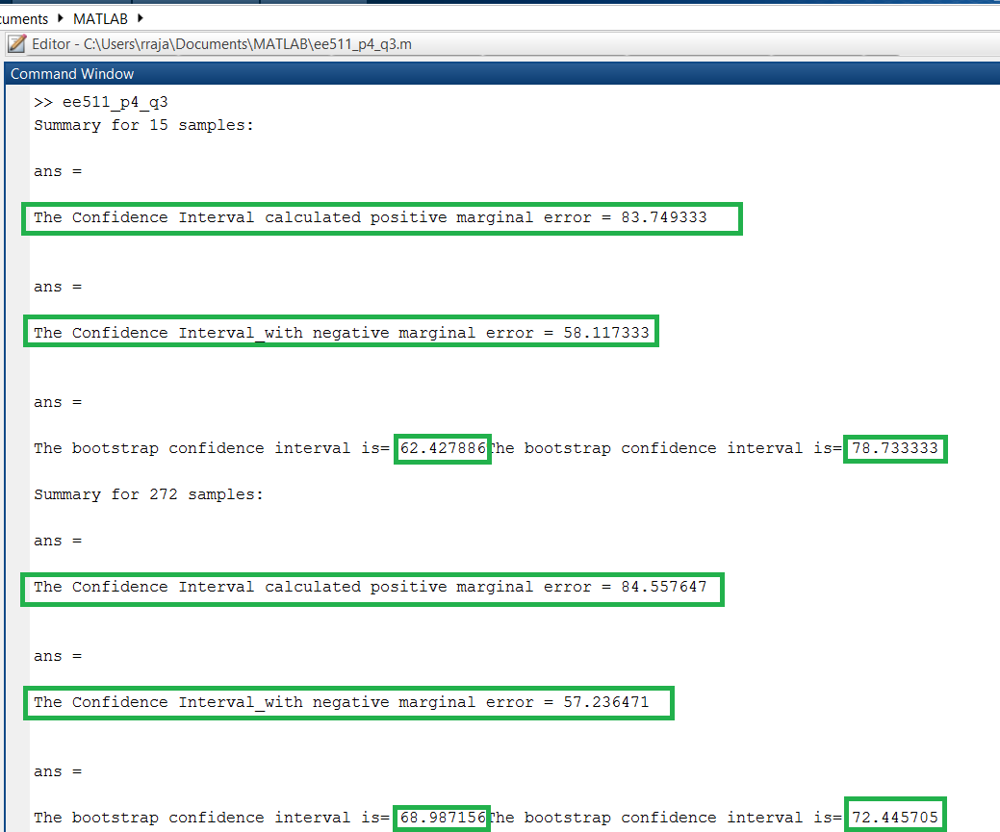 cuments ▶ MATLAB ▶
Editor - C:\Users\rraja\Documents\MATLAB\ee511_p4_q3.m
Command Window
>> ee511_p4_q3
Summary for 15 samples:
ans =
The Confidence Interval calculated positive marginal error = 83.749333
ans =
The Confidence Interval_with negative marginal error = 58.117333
ans =
The bootstrap confidence interval is= 62.427886The bootstrap confidence interval is= 78.733333
Summary for 272 samples:
ans =
The Confidence Interval calculated positive marginal error = 84.557647
ans =
The Confidence Interval_with negative marginal error = 57.236471
ans =
The bootstrap confidence interval is= 68.987156The bootstrap confidence interval is= 72.445705